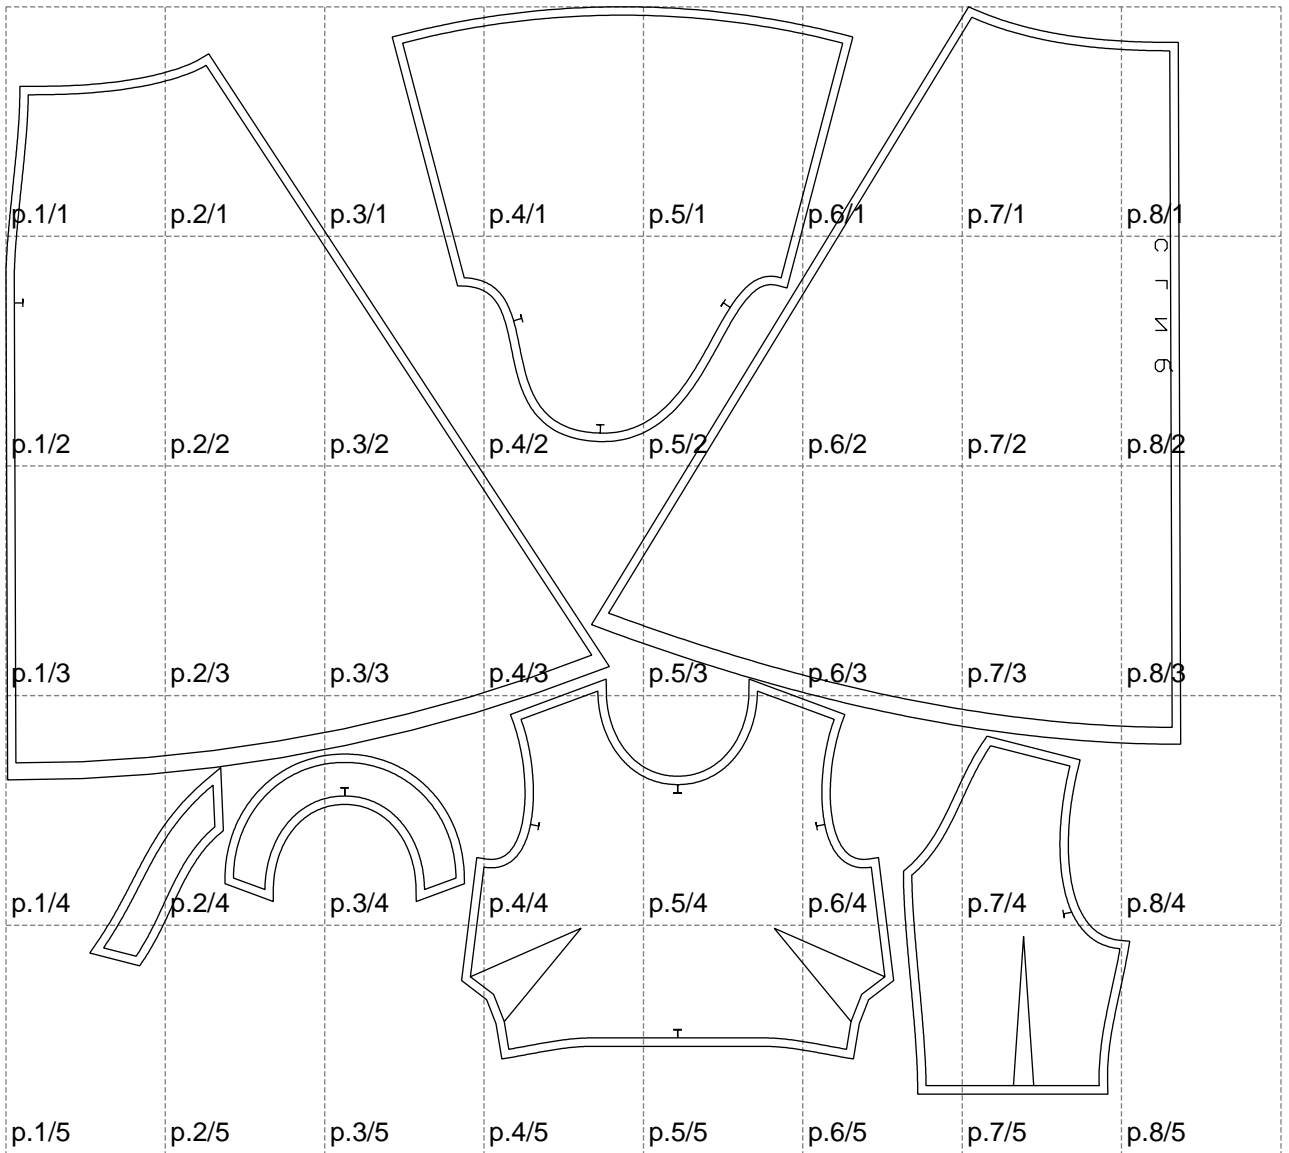 p.1/1 p.2/1 p.3/1 p.4/1 p.5/1 p.6/1 p.7/1 p.8/1
СГИб
p.1/2 p.2/2 p.3/2 p.4/2 p.5/2 p.6/2 p.7/2 p.8/2
p.1/3 p.2/3 p.3/3 p.4/3 p.5/3 p.6/3 p.7/3 p.8/3
p.1/4 p.2/4 p.3/4 p.4/4 p.5/4 p.6/4 p.7/4 p.8/4
p.1/5 p.2/5 p.3/5 p.4/5 p.5/5 p.6/5 p.7/5 p.8/5